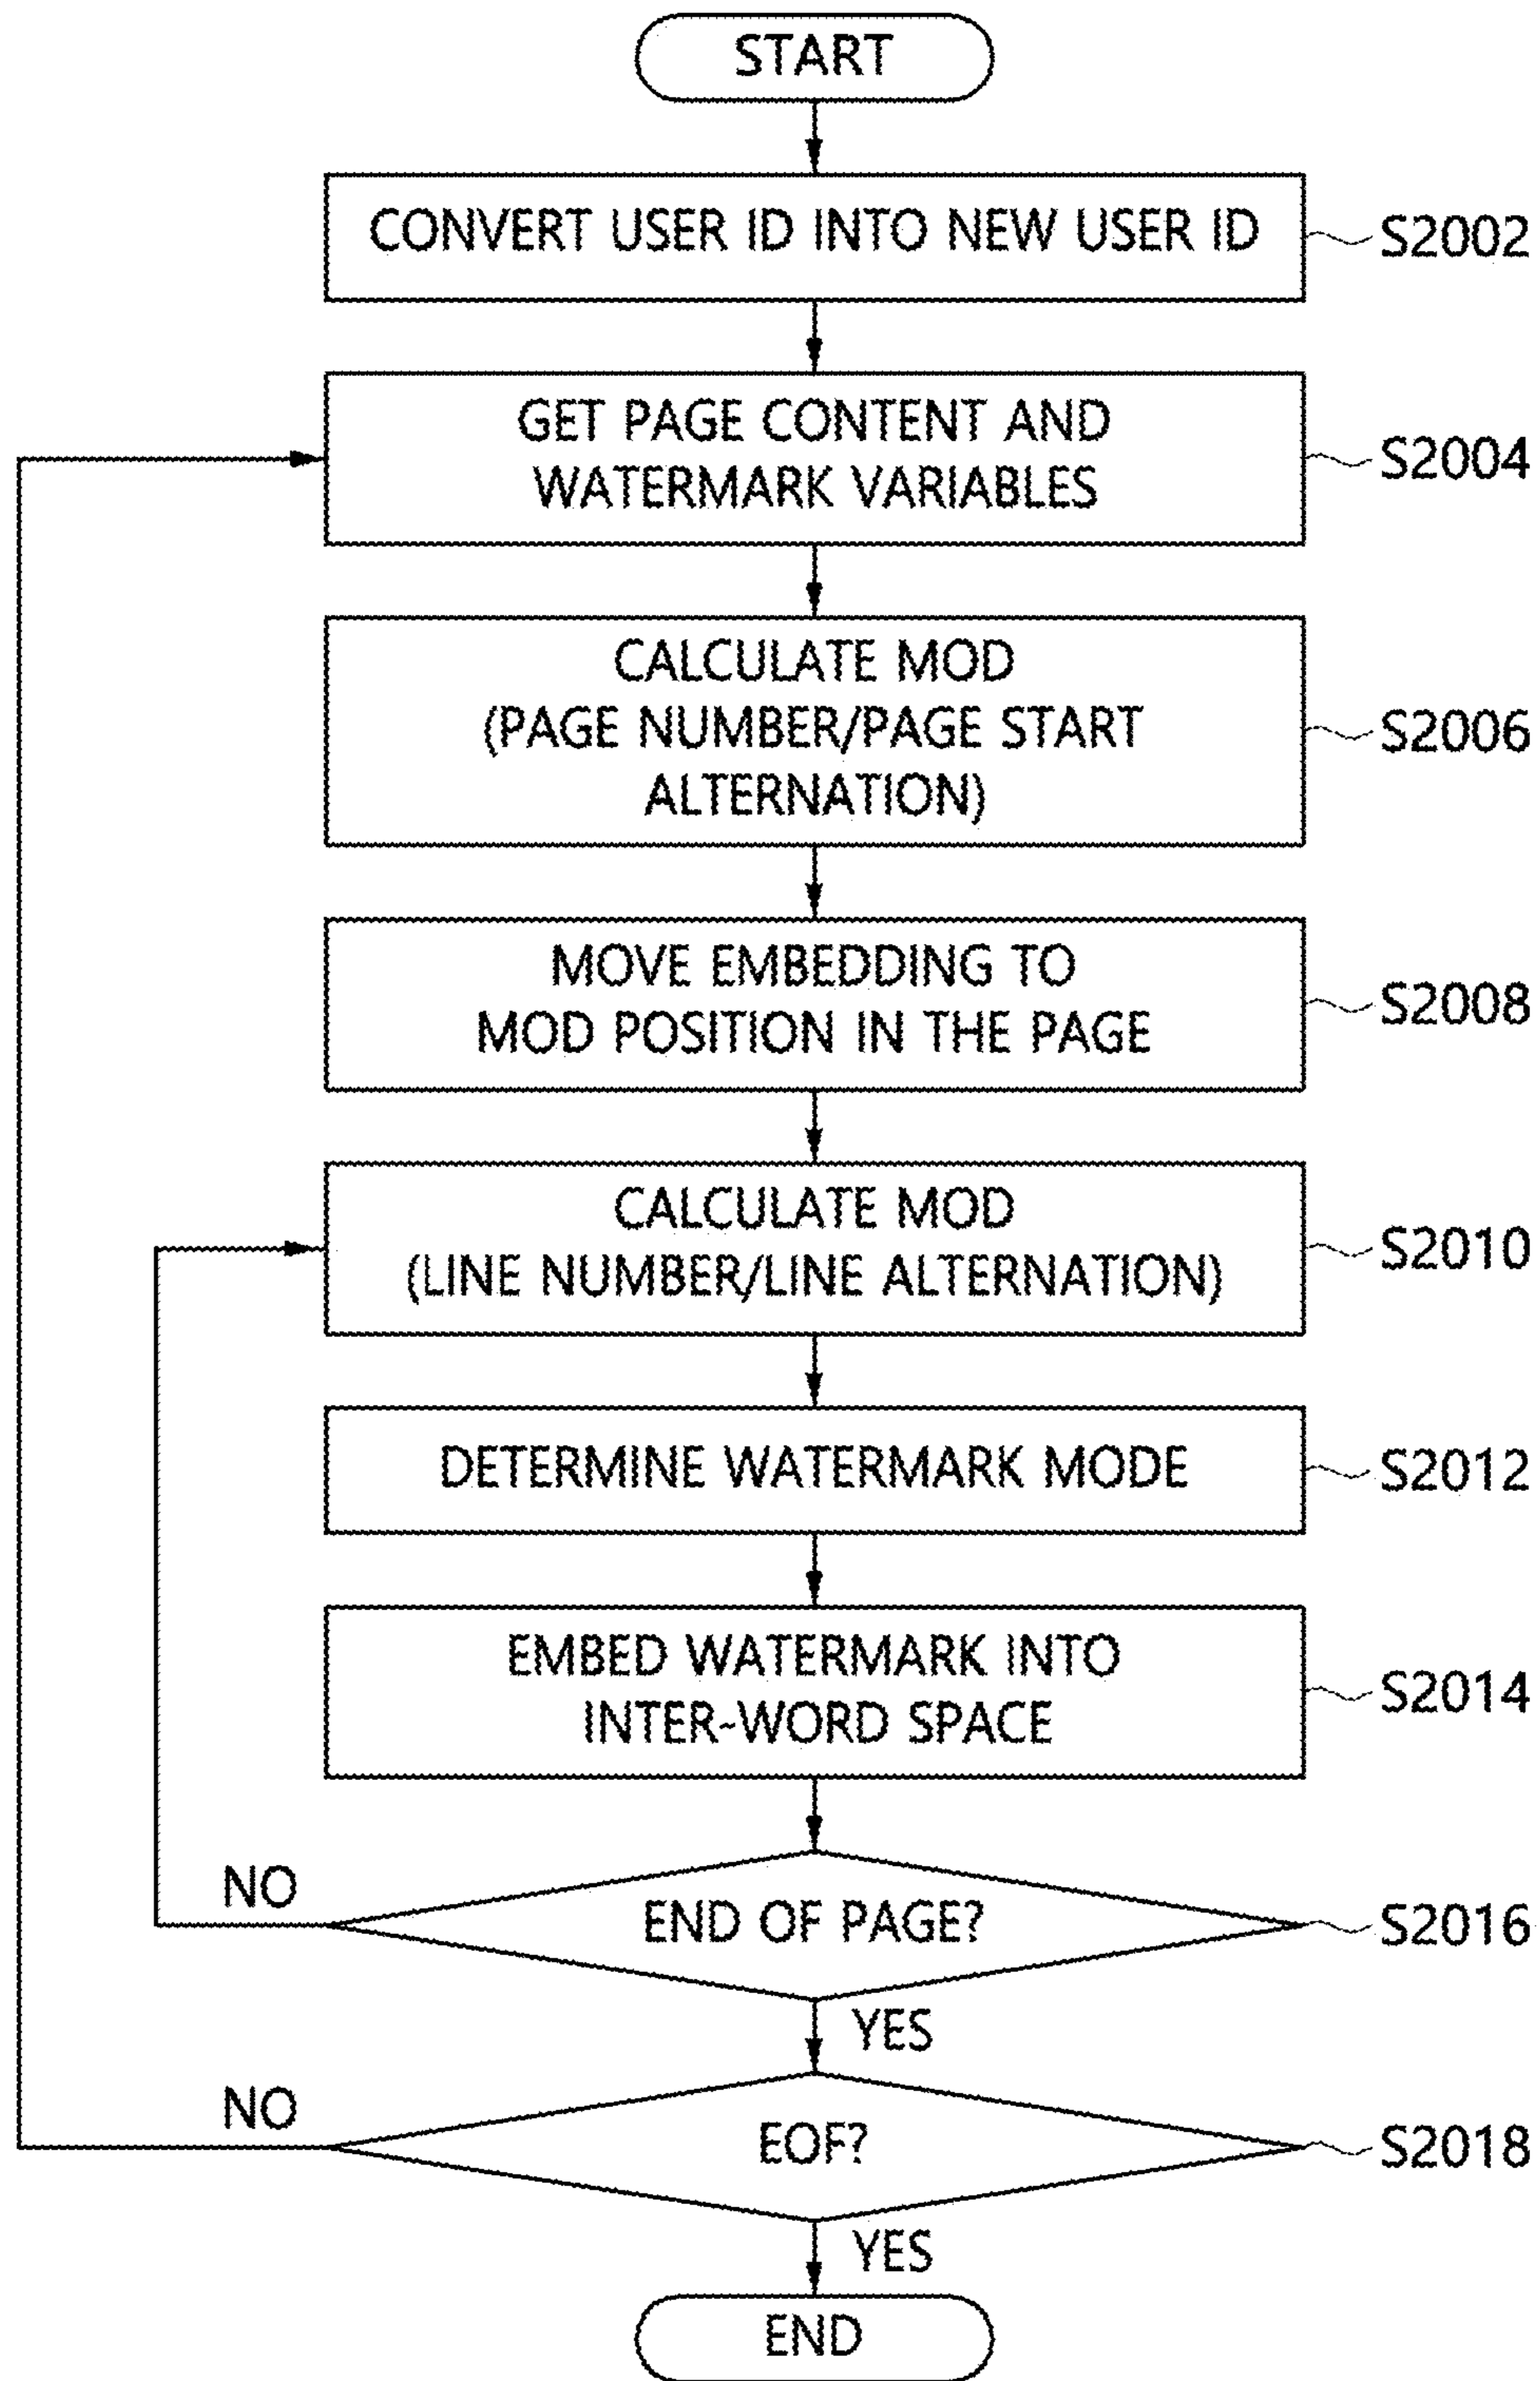 START
CONVERT USER ID INTO NEW USER ID
S2002
GET PAGE CONTENT AND
WATERMARK VARIABLES
S2004
CALCULATE MOD
(PAGE NUMBER/PAGE START
ALTERNATION)
S2006
MOVE EMBEDDING TO
MOD POSITION IN THE PAGE
S2008
CALCULATE MOD
(LINE NUMBER/LINE ALTERNATION)
S2010
DETERMINE WATERMARK MODE
S2012
EMBED WATERMARK INTO
INTER-WORD SPACE
S2014
NO
END OF PAGE?
S2016
YES
NO
EOF?
S2018
YES
END